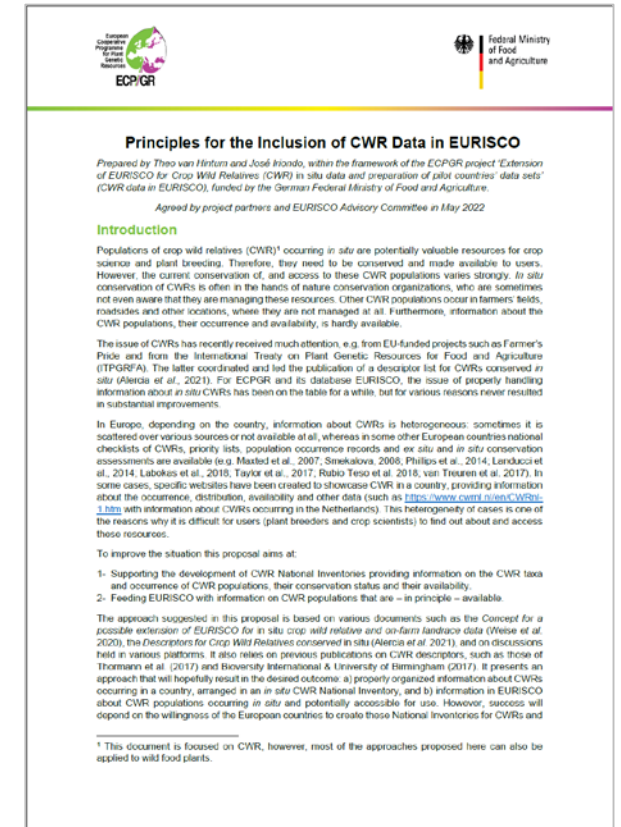 European
Cooperative
Programme
for Plant
Genetic
Resources
ECP/GR
Federal Ministry
of Food
and Agriculture
Principles for the Inclusion of CWR Data in EURISCO
Prepared by Theo van Hintum and José Iriondo, within the framework of the ECPGR project 'Extension
of EURISCO for Crop Wild Relatives (CWR) in situ data and preparation of pilot countries' data sets'
(CWR data in EURISCO), funded by the German Federal Ministry of Food and Agriculture.
Agreed by project partners and EURISCO Advisory Committee in May 2022
Introduction
Populations of crop wild relatives (CWR)¹ occurring in situ are potentially valuable resources for crop
science and plant breeding. Therefore, they need to be conserved and made available to users.
However, the current conservation of, and access to these CWR populations varies strongly. In situ
conservation of CWRs is often in the hands of nature conservation organizations, who are sometimes
not even aware that they are managing these resources. Other CWR populations occur in farmers' fields,
roadsides and other locations, where they are not managed at all. Furthermore, information about the
CWR populations, their occurrence and availability, is hardly available.
The issue of CWRs has recently received much attention, e.g. from EU-funded projects such as Farmer's
Pride and from the International Treaty on Plant Genetic Resources for Food and Agriculture
(ITPGRFA). The latter coordinated and led the publication of a descriptor list for CWRs conserved in
situ (Alercia et al., 2021). For ECPGR and its database EURISCO, the issue of properly handling
information about in situ CWRs has been on the table for a while, but for various reasons never resulted
in substantial improvements.
In Europe, depending on the country, information about CWRs is heterogeneous: sometimes it is
scattered over various sources or not available at all, whereas in some other European countries national
checklists of CWRs, priority lists, population occurrence records and ex situ and in situ conservation
assessments are available (e.g. Maxted et al., 2007; Smekalova, 2008; Phillips et al., 2014; Landucci et
al., 2014; Labokas et al., 2018, Taylor et al., 2017; Rubio Teso et al. 2018, van Treuren et al. 2017). In
some cases, specific websites have been created to showcase CWR in a country, providing information
about the occurrence, distribution, availability and other data (such as https://www.cwrnl.nl/en/CWRnl-
1.htm with information about CWRs occurring in the Netherlands). This heterogeneity of cases is one of
the reasons why it is difficult for users (plant breeders and crop scientists) to find out about and access
these resources.
To improve the situation this proposal aims at:
1- Supporting the development of CWR National Inventories providing information on the CWR taxa
and occurrence of CWR populations, their conservation status and their availability.
2- Feeding EURISCO with information on CWR populations that are – in principle – available.
The approach suggested in this proposal is based on various documents such as the Concept for a
possible extension of EURISCO for in situ crop wild relative and on-farm landrace data (Weise et al.
2020), the Descriptors for Crop Wild Relatives conserved in situ (Alercia et al. 2021), and on discussions
held in various platforms. It also relies on previous publications on CWR descriptors, such as those of
Thormann et al. (2017) and Bioversity International & University of Birmingham (2017). It presents an
approach that will hopefully result in the desired outcome: a) properly organized information about CWRs
occurring in a country, arranged in an in situ CWR National Inventory, and b) information in EURISCO
about CWR populations occurring in situ and potentially accessible for use. However, success will
depend on the willingness of the European countries to create these National Inventories for CWRs and
¹ This document is focused on CWR, however, most of the approaches proposed here can also be
applied to wild food plants.